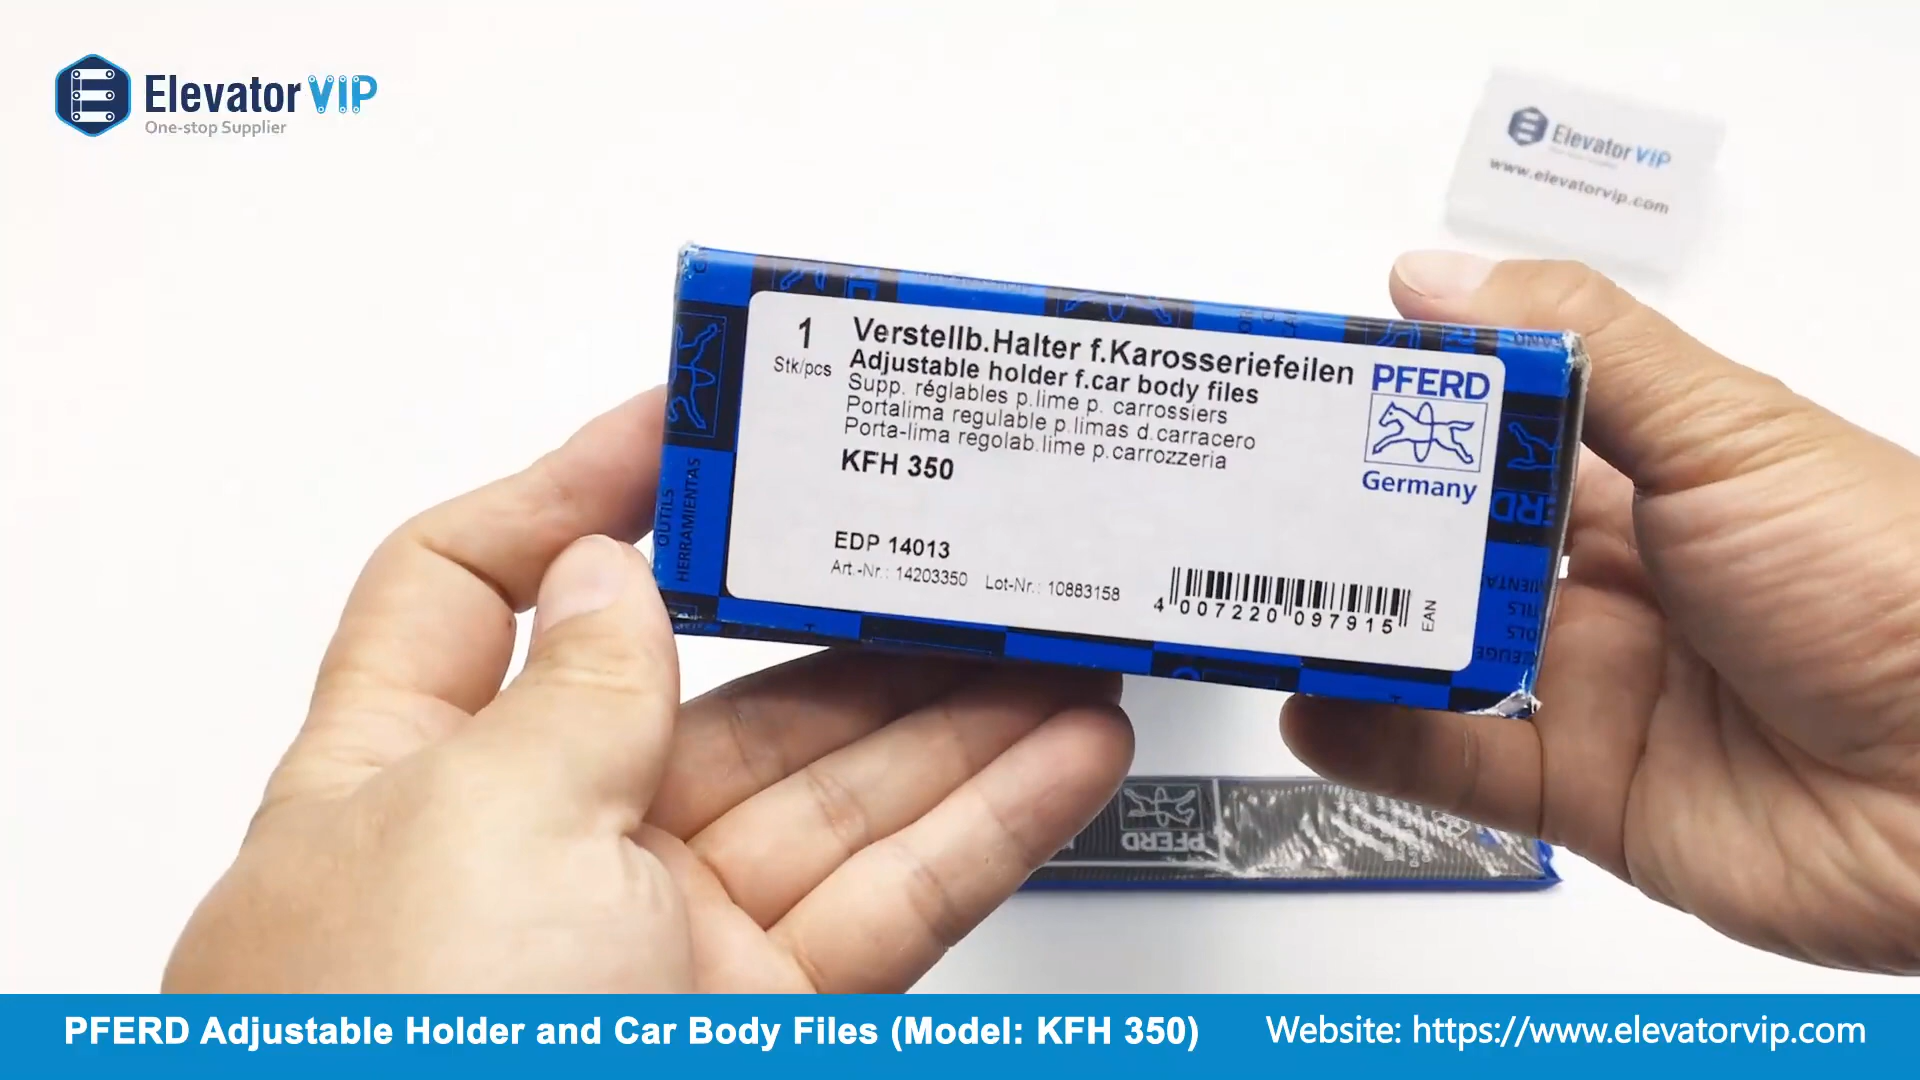 Elevator VIP
One-stop Supplier
Elevator VIP
www.elevatorvip.com
1
Stk/pcs
Verstellb.Halter f.Karosseriefeilen
Adjustable holder f.car body files
Supp. réglables p.lime p. carrossiers
Portalima regulable p.limas d.carracero
Porta-lima regolab.lime p.carrozzeria
KFH 350
PFERD
Germany
EDP 14013
Art.-Nr.: 14203350 Lot-Nr.: 10883158
4 007220 097915
EAN
OUTILS
HERRAMIENTAS
PFERD
PFERD Adjustable Holder and Car Body Files (Model: KFH 350)
Website: https://www.elevatorvip.com